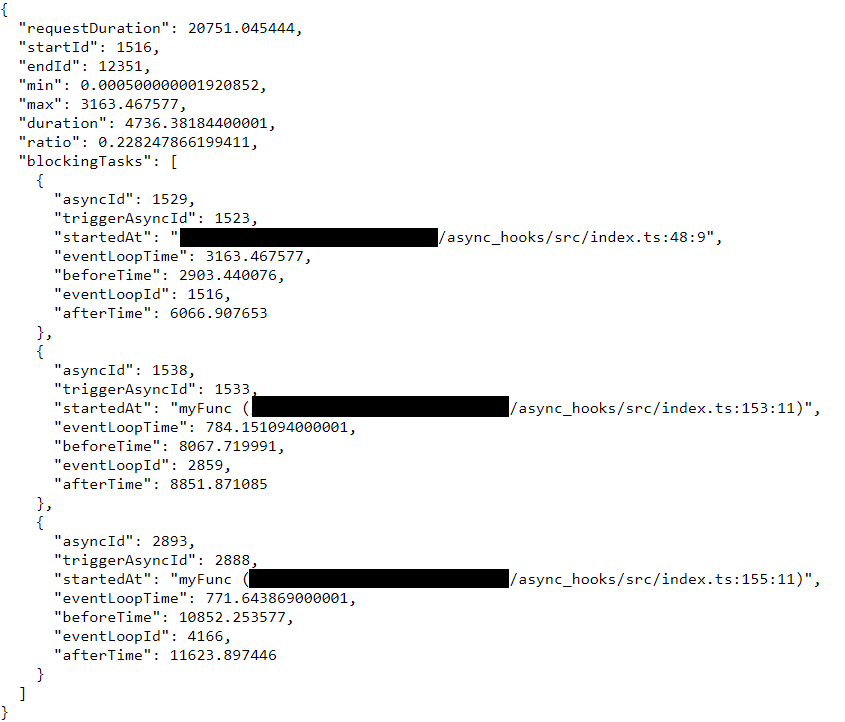 {
  "requestDuration": 20751.045444,
  "startId": 1516,
  "endId": 12351,
  "min": 0.000500000001920852,
  "max": 3163.467577,
  "duration": 4736.38184400001,
  "ratio": 0.228247866199411,
  "blockingTasks": [
    {
      "asyncId": 1529,
      "triggerAsyncId": 1523,
      "startedAt": "/async_hooks/src/index.ts:48:9",
      "eventLoopTime": 3163.467577,
      "beforeTime": 2903.440076,
      "eventLoopId": 1516,
      "afterTime": 6066.907653
    },
    {
      "asyncId": 1538,
      "triggerAsyncId": 1533,
      "startedAt": "myFunc (/async_hooks/src/index.ts:153:11)",
      "eventLoopTime": 784.151094000001,
      "beforeTime": 8067.719991,
      "eventLoopId": 2859,
      "afterTime": 8851.871085
    },
    {
      "asyncId": 2893,
      "triggerAsyncId": 2888,
      "startedAt": "myFunc (/async_hooks/src/index.ts:155:11)",
      "eventLoopTime": 771.643869000001,
      "beforeTime": 10852.253577,
      "eventLoopId": 4166,
      "afterTime": 11623.897446
    }
  ]
}